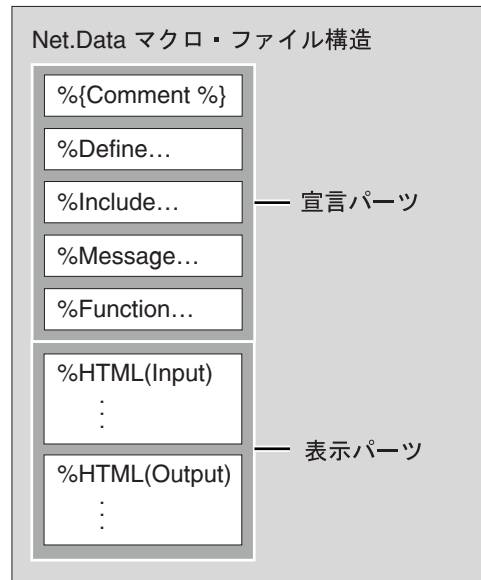 Net.Data マクロ・ファイル構造
%{Comment %}
%Define...
%Include...
宣言パーツ
%Message...
%Function...
%HTML(Input)
⋮
表示パーツ
%HTML(Output)
⋮